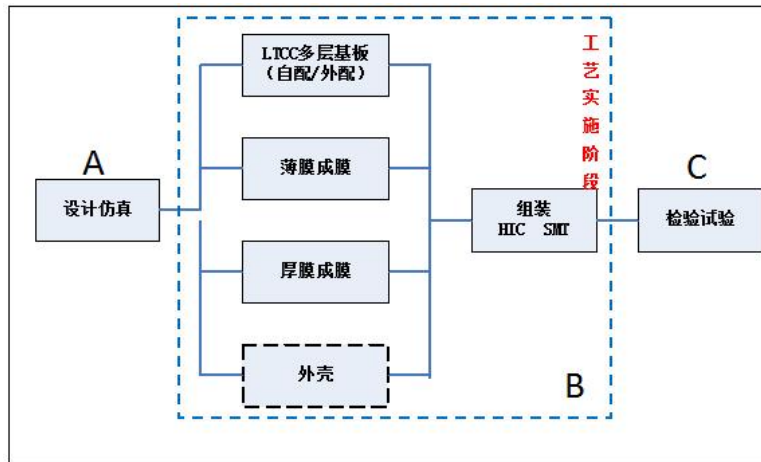 LTCC多层基板
(自配/外配)
工艺实施阶段
A
薄膜成膜
C
设计仿真
组装
HIC SMT
检验试验
厚膜成膜
外壳
B